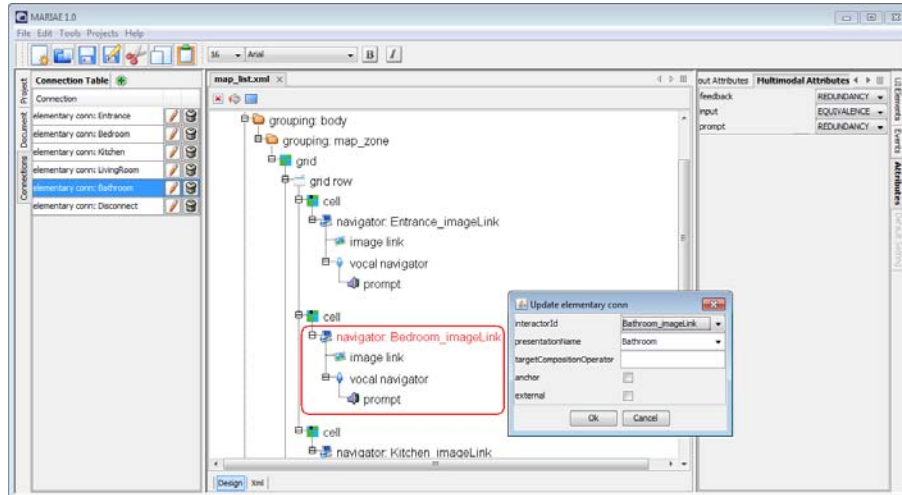 MARIAE 1.0
File Edit Tools Projects Help
16 Arial B I
Project
Document
Connections
Connection Table
Connection
elementary conn: Entrance
elementary conn: Bedroom
elementary conn: Kitchen
elementary conn: LivingRoom
elementary conn: Bathroom
elementary conn: Disconnect
map_list.xml
grouping: body
grouping: map_zone
grid
grid row
cell
navigator: Entrance_imageLink
image link
vocal navigator
prompt
cell
navigator: Bedroom_imageLink
image link
vocal navigator
prompt
cell
navigator: Kitchen_imageLink
Design Xml
Update elementary conn
interactorId Bathroom_imageLink
presentationName Bathroom
targetCompositionOperator
anchor
external
Ok Cancel
out Attributes Multimodal Attributes
feedback REDUNDANCY
input EQUIVALENCE
prompt REDUNDANCY
UI Elements
Events
Attributes
Default Setting